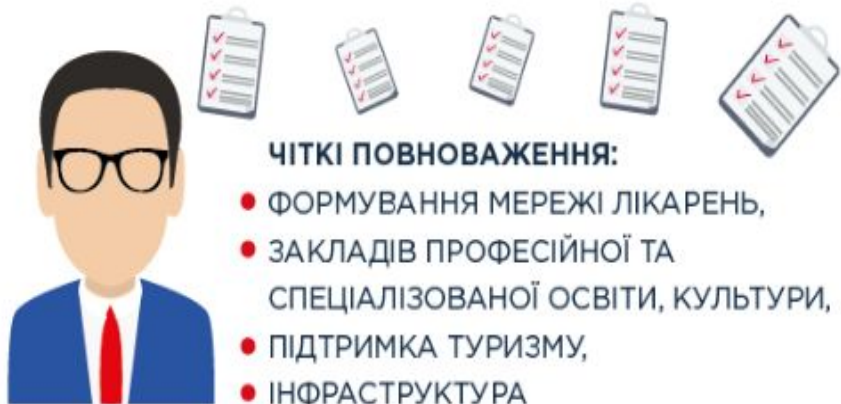 ЧІТКІ ПОВНОВАЖЕННЯ:
● ФОРМУВАННЯ МЕРЕЖІ ЛІКАРЕНЬ,
● ЗАКЛАДІВ ПРОФЕСІЙНОЇ ТА
СПЕЦІАЛІЗОВАНОЇ ОСВІТИ, КУЛЬТУРИ,
● ПІДТРИМКА ТУРИЗМУ,
● ІНФРАСТРУКТУРА